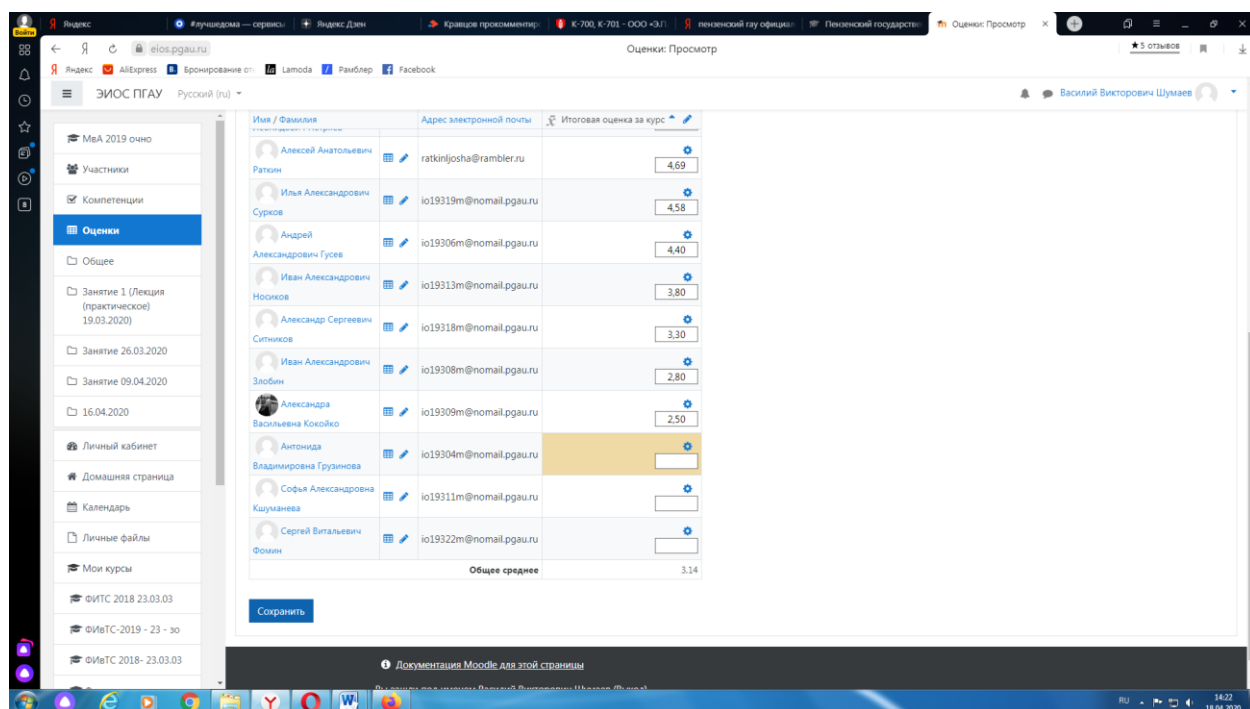 Войти
Яндекс
#лучшедома — сервисы
Яндекс.Дзен
Кравцов прокомментиро
К-700, К-701 - ООО «ЭЛ
пензенский гау официал
Пензенский государстве
Оценки: Просмотр
eios.pgau.ru
Оценки: Просмотр
★5 отзывов
Яндекс
AliExpress
Бронирование от
Lamoda
Рамблер
Facebook
ЭИОС ПГАУ
Русский (ru)
Василий Викторович Шумаев
МвА 2019 очно
Участники
Компетенции
Оценки
Общее
Занятие 1 (Лекция
(практическое)
19.03.2020)
Занятие 26.03.2020
Занятие 09.04.2020
16.04.2020
Личный кабинет
Домашняя страница
Календарь
Личные файлы
Мои курсы
ФИТС 2018 23.03.03
ФИвТС-2019 - 23 - зо
ФИвТС 2018- 23.03.03
Имя / Фамилия
Адрес электронной почты
Итоговая оценка за курс
Алексей Анатольевич
Раткин
ratkinljosha@rambler.ru
4,69
Илья Александрович
Сурков
io19319m@nomail.pgau.ru
4,58
Андрей
Александрович Гусев
io19306m@nomail.pgau.ru
4,40
Иван Александрович
Носиков
io19313m@nomail.pgau.ru
3,80
Александр Сергеевич
Ситников
io19318m@nomail.pgau.ru
3,30
Иван Александрович
Злобин
io19308m@nomail.pgau.ru
2,80
Александра
Васильевна Кокойко
io19309m@nomail.pgau.ru
2,50
Антонида
Владимировна Грузинова
io19304m@nomail.pgau.ru
Софья Александровна
Кшуманева
io19311m@nomail.pgau.ru
Сергей Витальевич
Фомин
io19322m@nomail.pgau.ru
Общее среднее
3,14
Сохранить
Документация Moodle для этой страницы
RU
14:22
18.04.2020